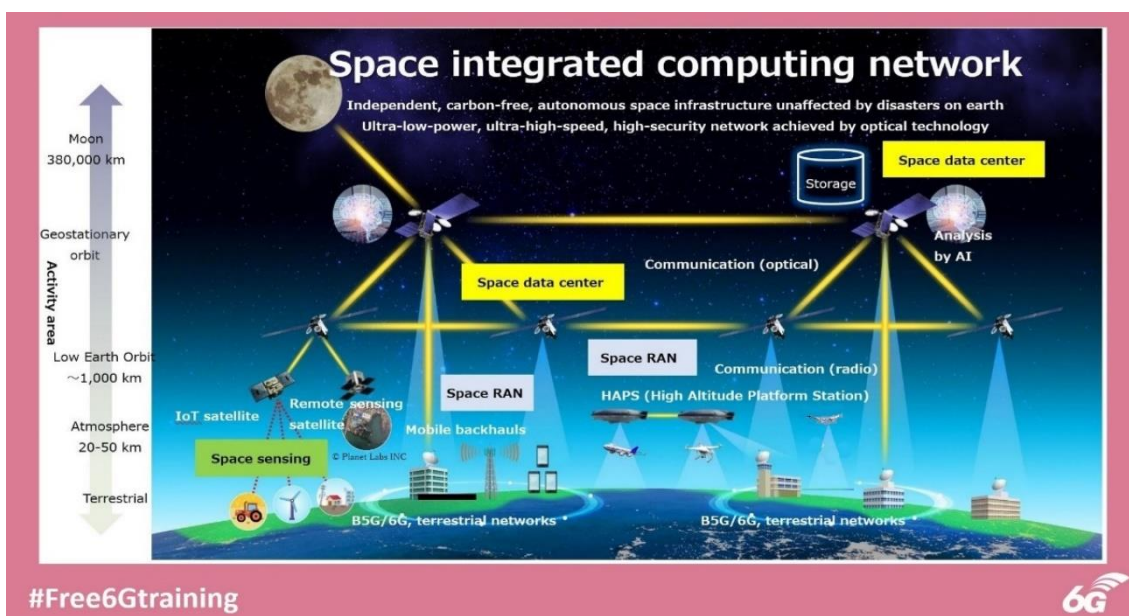 Space integrated computing network
Independent, carbon-free, autonomous space infrastructure unaffected by disasters on earth
Ultra-low-power, ultra-high-speed, high-security network achieved by optical technology
Activity area
Moon
380,000 km
Geostationary
orbit
Low Earth Orbit
~1,000 km
Atmosphere
20-50 km
Terrestrial
Storage
Space data center
Analysis
by AI
Communication (optical)
Space data center
Space RAN
Communication (radio)
Space RAN
HAPS (High Altitude Platform Station)
IoT satellite
Remote sensing
satellite
© Planet Labs INC
Mobile backhauls
Space sensing
B5G/6G, terrestrial networks
B5G/6G, terrestrial networks
#Free6Gtraining
6G